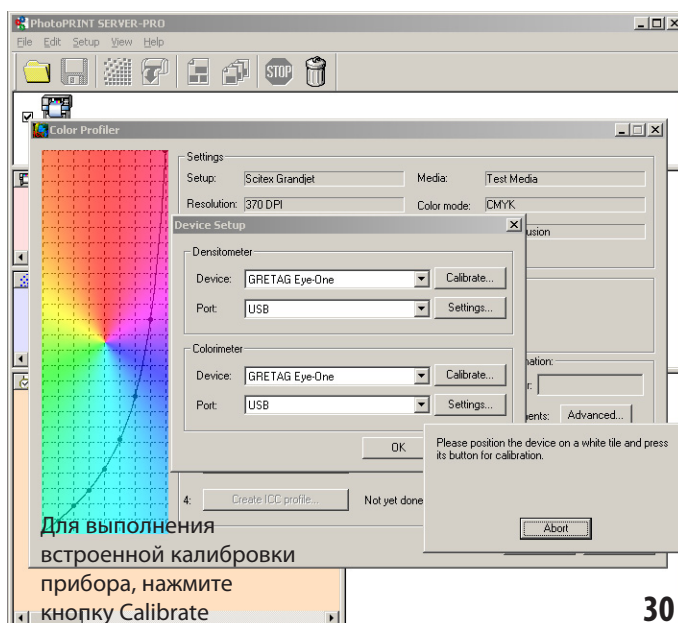 PhotoPRINT SERVER-PRO
File Edit Setup View Help
STOP
Color Profiler
Settings
Setup: Scitex Grandjet Media: Test Media
Resolution: 370 DPI Color mode: CMYK
usion
Device Setup
Densitometer
Device: GRETAG Eye-One Calibrate...
Port: USB Settings...
Colorimeter
Device: GRETAG Eye-One Calibrate...
Port: USB Settings...
OK
nation:
r:
ents: Advanced...
Please position the device on a white tile and press
its button for calibration.
Abort
4: Create ICC profile... Not yet done
Для выполнения
встроенной калибровки
прибора, нажмите
кнопку Calibrate
30